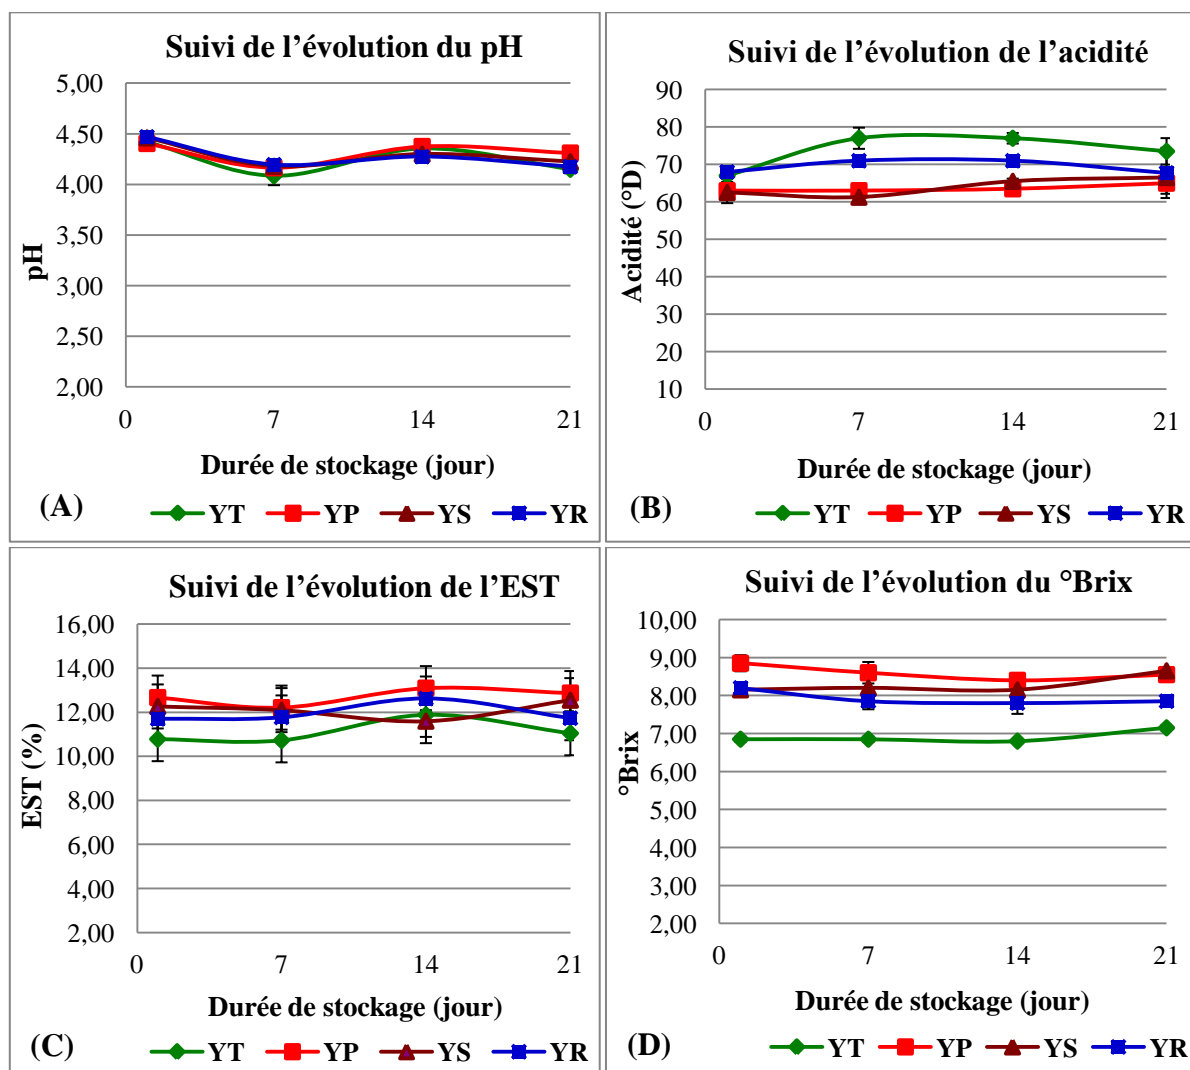 Suivi de l’évolution du pH
5,00
4,50
4,00
3,50
3,00
2,50
2,00
pH
0 7 14 21
Durée de stockage (jour)
(A) YT YP YS YR
Suivi de l’évolution de l’acidité
90
80
70
60
50
40
30
20
10
Acidité (°D)
0 7 14 21
Durée de stockage (jour)
(B) YT YP YS YR
Suivi de l’évolution de l’EST
16,00
14,00
12,00
10,00
8,00
6,00
4,00
2,00
EST (%)
0 7 14 21
Durée de stockage (jour)
(C) YT YP YS YR
Suivi de l’évolution du °Brix
10,00
9,00
8,00
7,00
6,00
5,00
4,00
3,00
2,00
°Brix
0 7 14 21
Durée de stockage (jour)
(D) YT YP YS YR